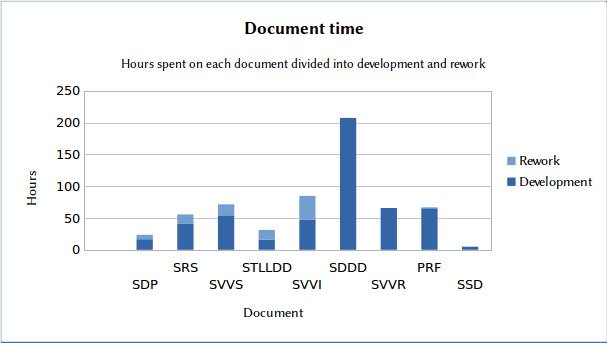 Document time
Hours spent on each document divided into development and rework
250
200
150
100
50
0
Hours
Rework
Development
SRS STLLDD SDDD PRF
SDP SVVS SVVI SVVR SSD
Document